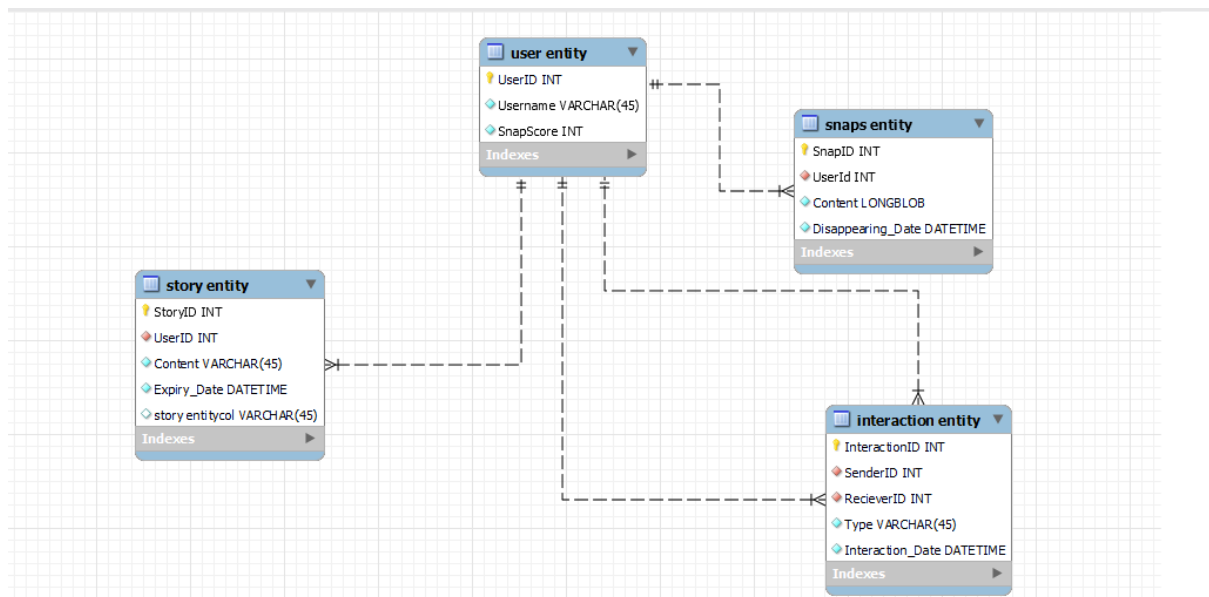 user entity
UserID INT
Username VARCHAR(45)
SnapScore INT
Indexes
snaps entity
SnapID INT
UserId INT
Content LONGBLOB
Disappearing_Date DATETIME
Indexes
story entity
StoryID INT
UserID INT
Content VARCHAR(45)
Expiry_Date DATETIME
story entitycol VARCHAR(45)
Indexes
interaction entity
InteractionID INT
SenderID INT
RecieverID INT
Type VARCHAR(45)
Interaction_Date DATETIME
Indexes